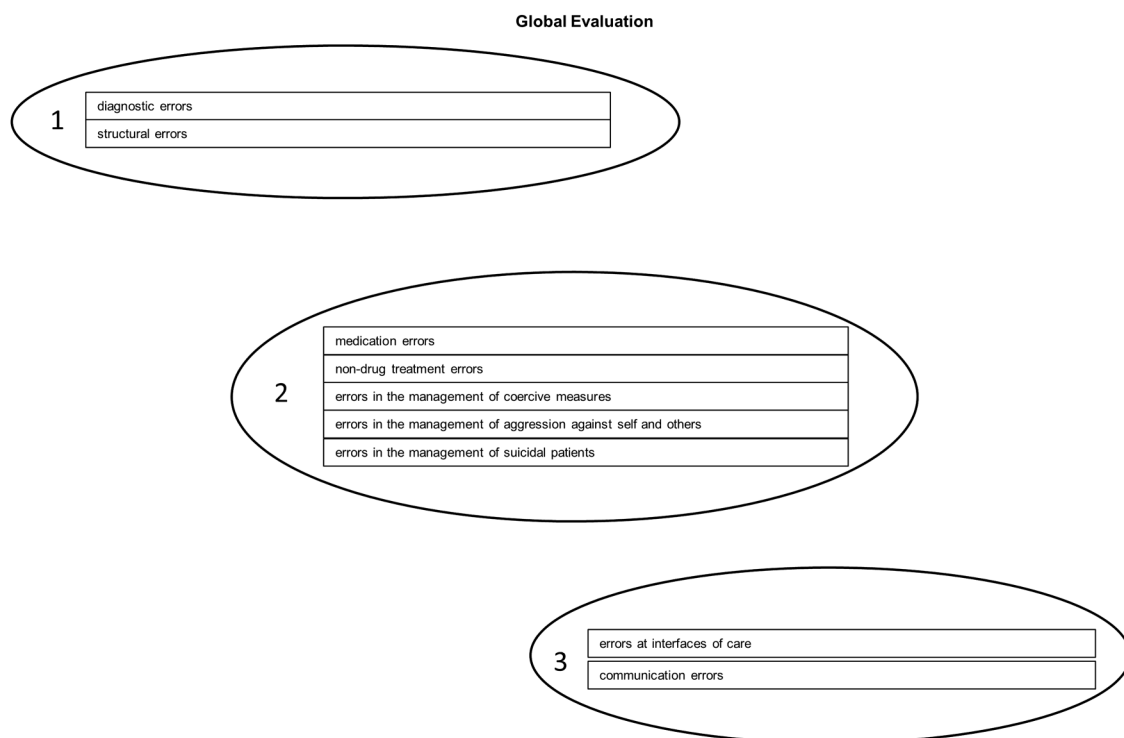 Global Evaluation
1
diagnostic errors
structural errors
2
medication errors
non-drug treatment errors
errors in the management of coercive measures
errors in the management of aggression against self and others
errors in the management of suicidal patients
3
errors at interfaces of care
communication errors